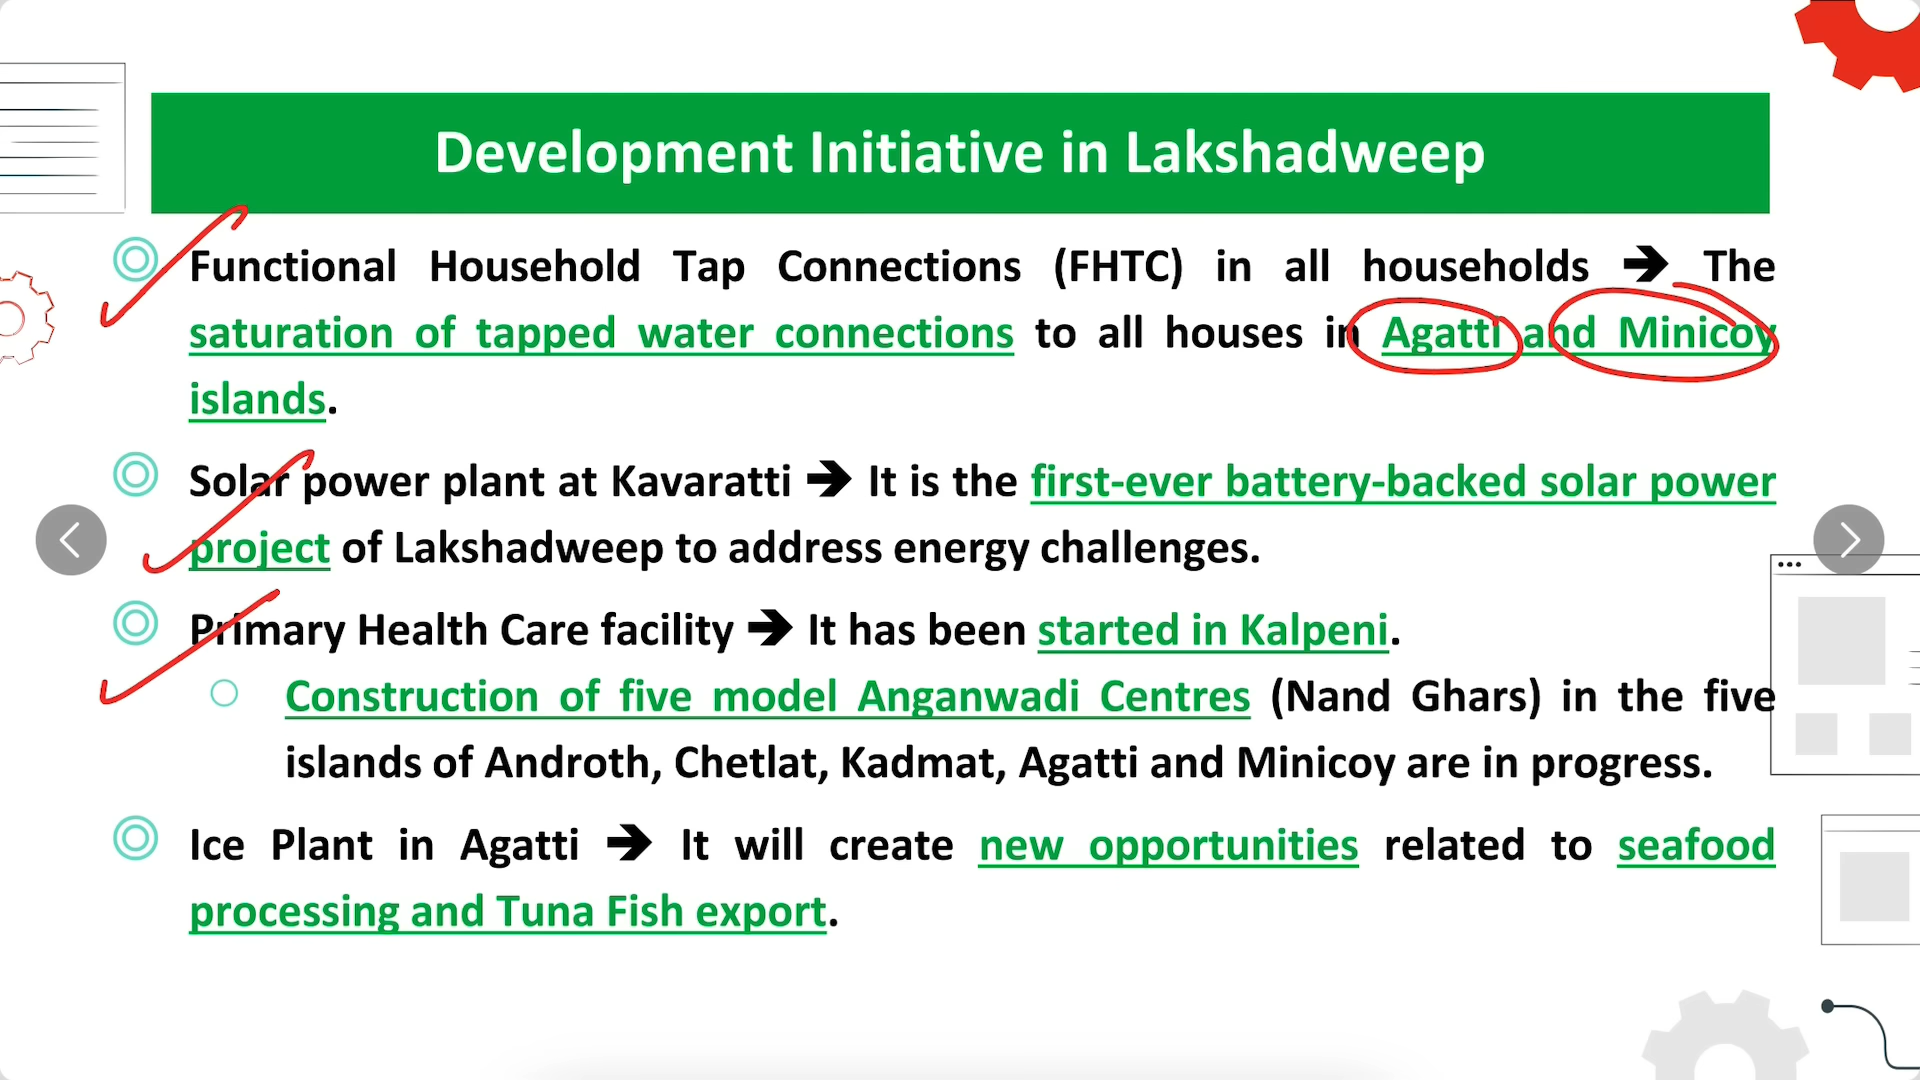 Development Initiative in Lakshadweep
Functional Household Tap Connections (FHTC) in all households ➔ The
saturation of tapped water connections to all houses in Agatti and Minicoy
islands.
Solar power plant at Kavaratti ➔ It is the first-ever battery-backed solar power
project of Lakshadweep to address energy challenges.
Primary Health Care facility ➔ It has been started in Kalpeni.
Construction of five model Anganwadi Centres (Nand Ghars) in the five
islands of Androth, Chetlat, Kadmat, Agatti and Minicoy are in progress.
Ice Plant in Agatti ➔ It will create new opportunities related to seafood
processing and Tuna Fish export.